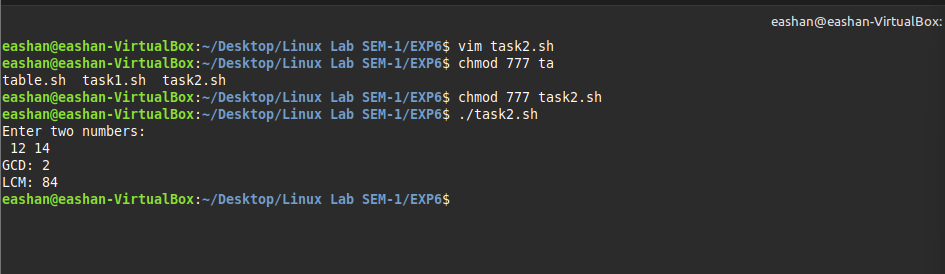 eashan@eashan-VirtualBox:
eashan@eashan-VirtualBox:~/Desktop/Linux Lab SEM-1/EXP6$ vim task2.sh
eashan@eashan-VirtualBox:~/Desktop/Linux Lab SEM-1/EXP6$ chmod 777 ta
table.sh  task1.sh  task2.sh
eashan@eashan-VirtualBox:~/Desktop/Linux Lab SEM-1/EXP6$ chmod 777 task2.sh
eashan@eashan-VirtualBox:~/Desktop/Linux Lab SEM-1/EXP6$ ./task2.sh
Enter two numbers:
 12 14
GCD: 2
LCM: 84
eashan@eashan-VirtualBox:~/Desktop/Linux Lab SEM-1/EXP6$